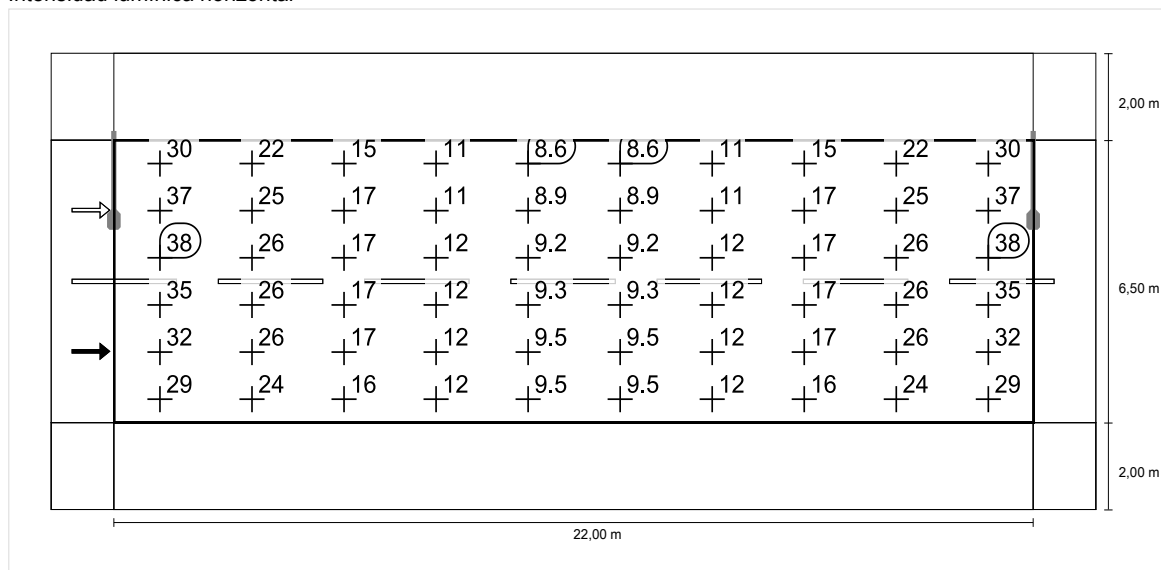 2,00 m
30 22 15 11 8.6 8.6 11 15 22 30
37 25 17 11 8.9 8.9 11 17 25 37
38 26 17 12 9.2 9.2 12 17 26 38
35 26 17 12 9.3 9.3 12 17 26 35
6,50 m
32 26 17 12 9.5 9.5 12 17 26 32
29 24 16 12 9.5 9.5 12 16 24 29
2,00 m
22,00 m